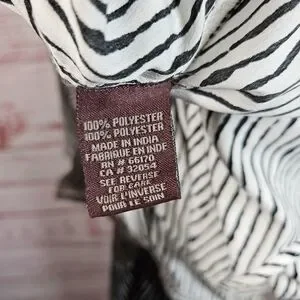 100% POLYESTER
100% POLYESTER
MADE IN INDIA
FABRIQUE EN INDE
RN # 66170
CA # 32054
SEE REVERSE
FOR CARE
VOIR L'INVERSE
POUR LE SOIN